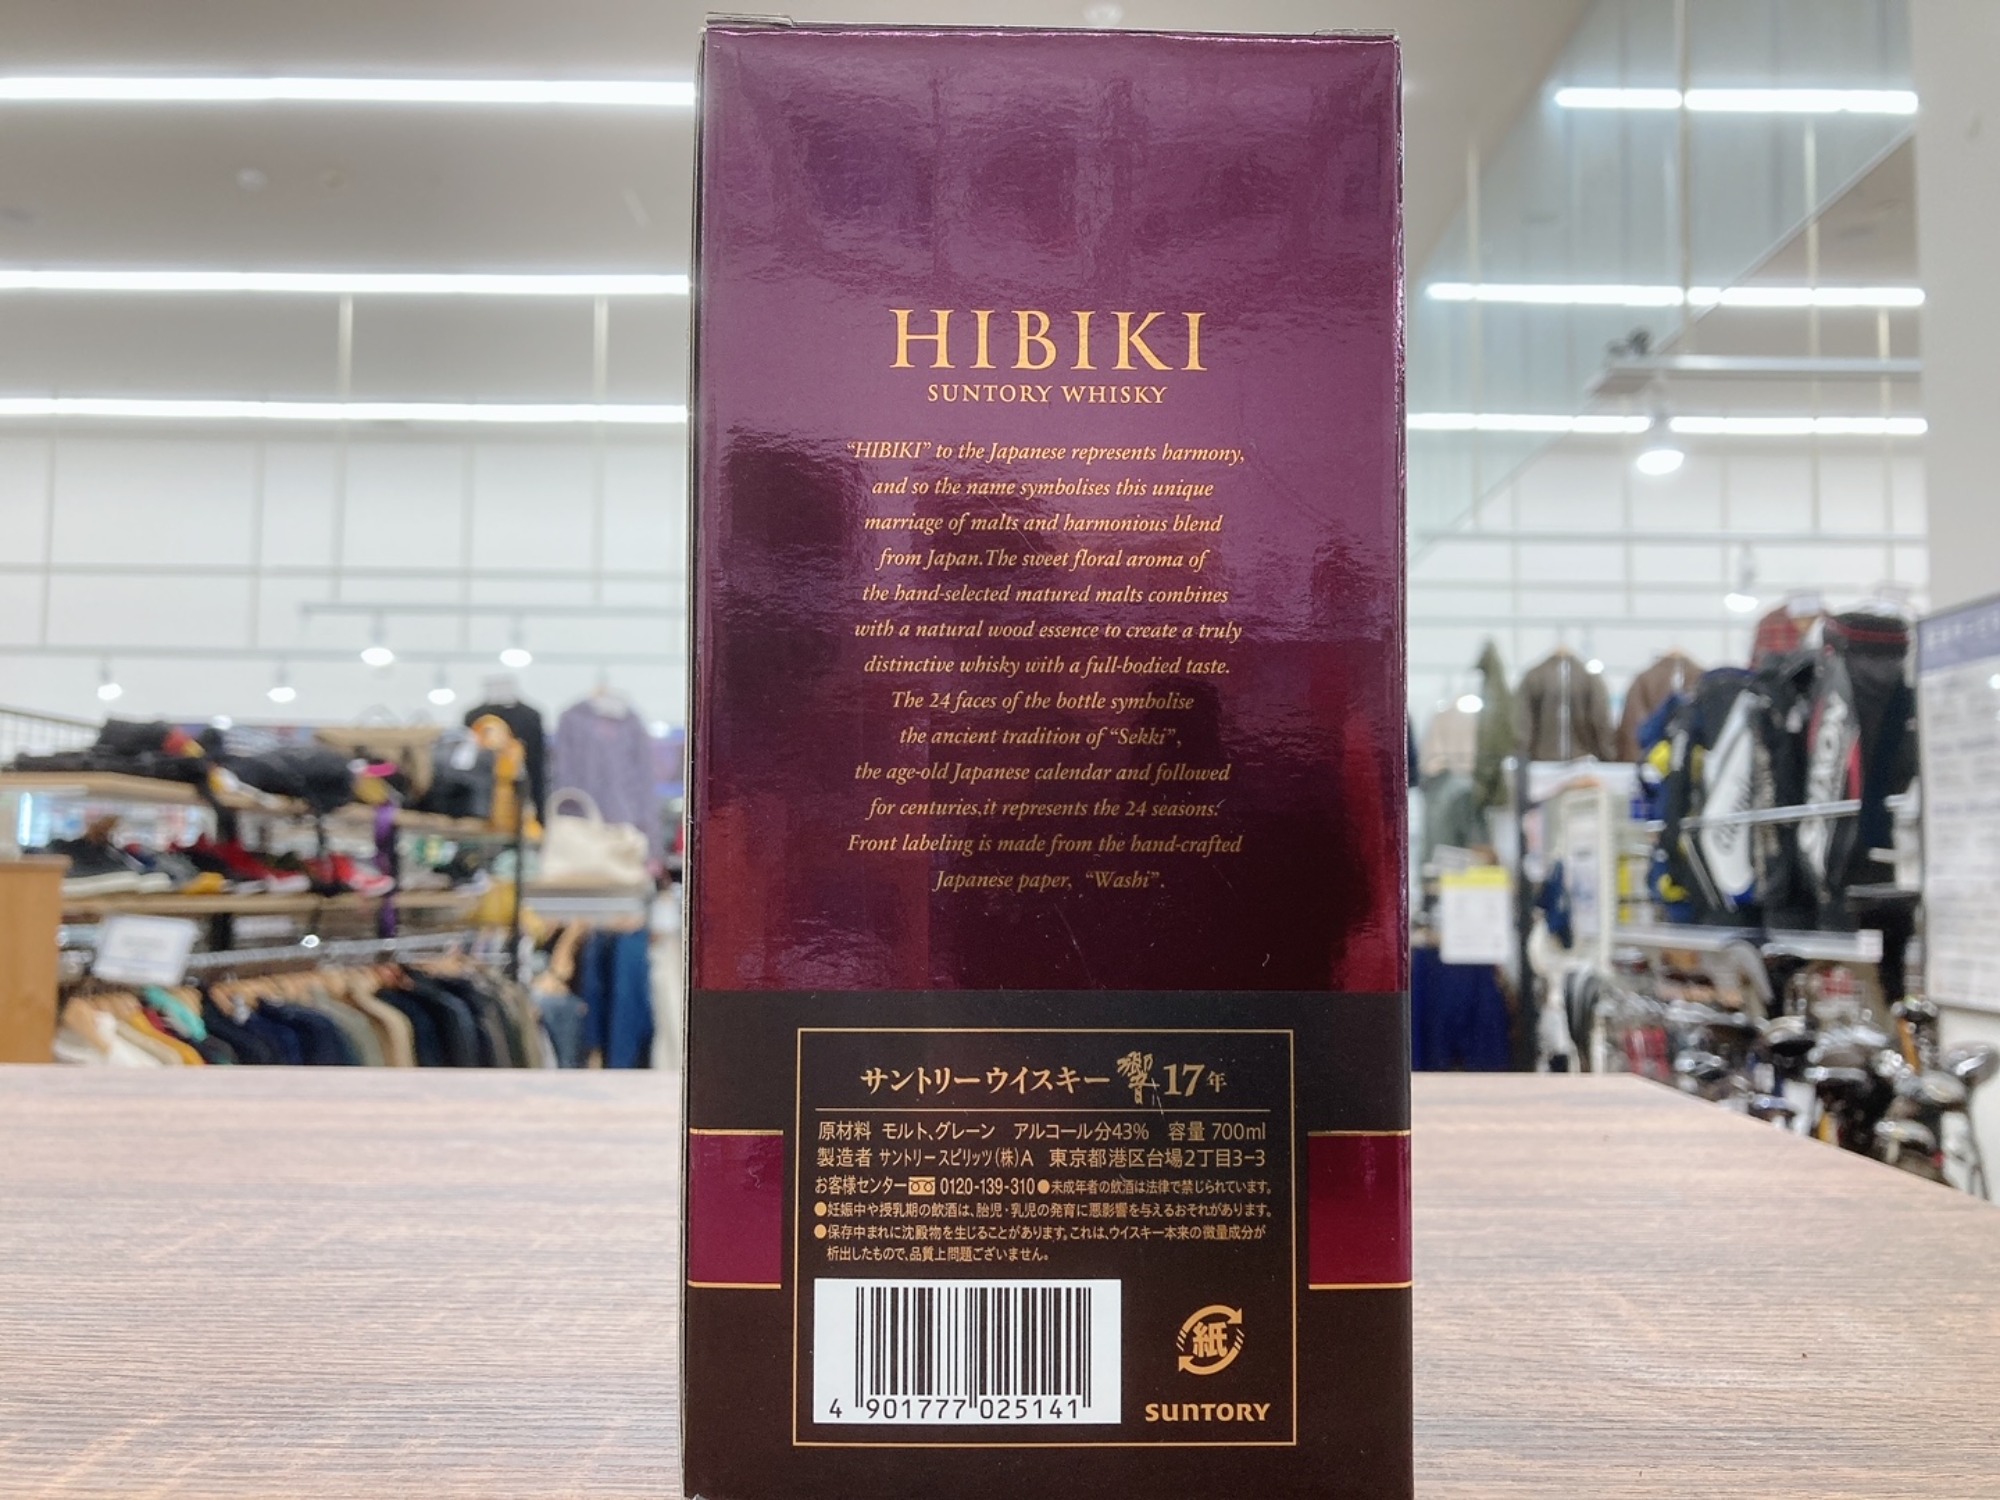 HIBIKI
SUNTORY WHISKY
“HIBIKI” to the Japanese represents harmony,
and so the name symbolises this unique
marriage of malts and harmonious blend
from Japan. The sweet floral aroma of
the hand-selected matured malts combines
with a natural wood essence to create a truly
distinctive whisky with a full-bodied taste.
The 24 faces of the bottle symbolise
the ancient tradition of “Sekki”,
the age-old Japanese calendar and followed
for centuries,it represents the 24 seasons.
Front labeling is made from the hand-crafted
Japanese paper, “Washi”.
サントリーウイスキー 響 17年
原材料 モルト、グレーン アルコール分43% 容量 700ml
製造者 サントリースピリッツ(株)A 東京都港区台場2丁目3-3
お客様センター 0120-139-310 ●未成年者の飲酒は法律で禁じられています。
●妊娠中や授乳期の飲酒は、胎児・乳児の発育に悪影響を与えるおそれがあります。
●保存中まれに沈殿物を生じることがあります。これは、ウイスキー本来の微量成分が
析出したもので、品質上問題ございません。
紙
4 901777 025141
SUNTORY